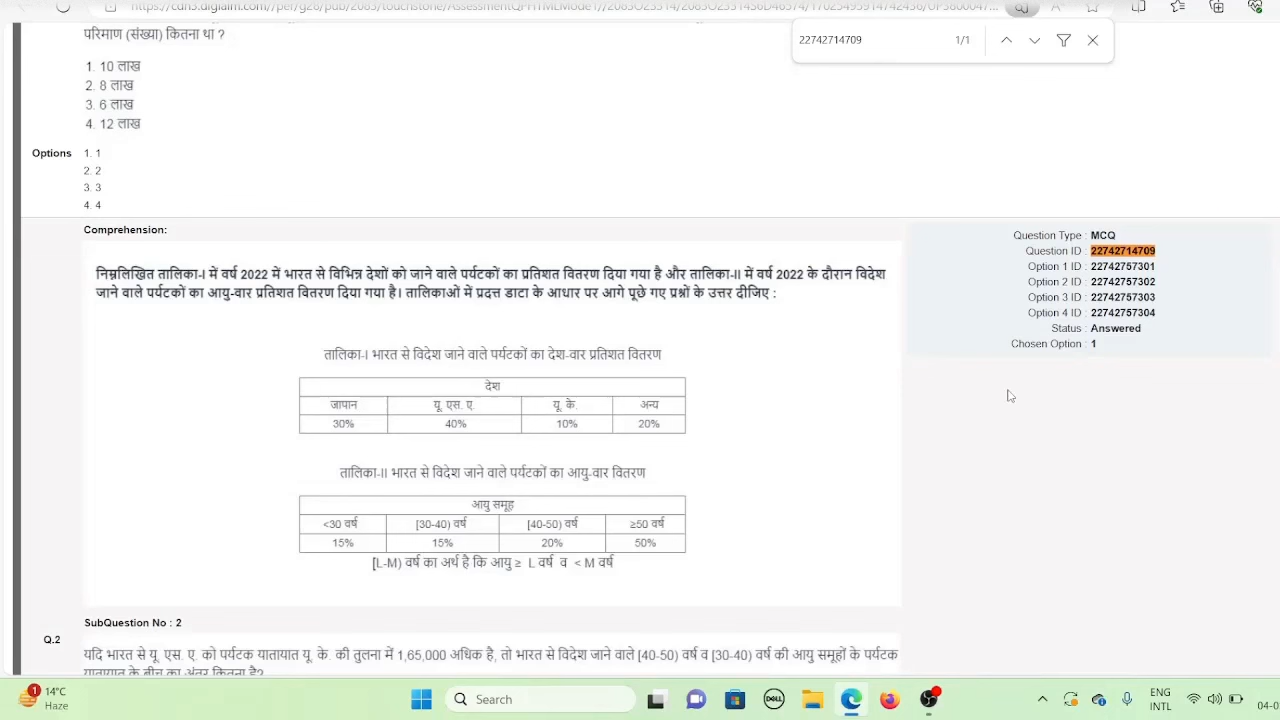 22742714709 1/1
परिमाण (संख्या) कितना था ?
1. 10 लाख
2. 8 लाख
3. 6 लाख
4. 12 लाख
Options 1. 1
2. 2
3. 3
4. 4
Comprehension:
निम्नलिखित तालिका-I में वर्ष 2022 में भारत से विभिन्न देशों को जाने वाले पर्यटकों का प्रतिशत वितरण दिया गया है और तालिका-II में वर्ष 2022 के दौरान विदेश
जाने वाले पर्यटकों का आयु-वार प्रतिशत वितरण दिया गया है। तालिकाओं में प्रदत्त डाटा के आधार पर आगे पूछे गए प्रश्नों के उत्तर दीजिए :
तालिका-I भारत से विदेश जाने वाले पर्यटकों का देश-वार प्रतिशत वितरण
देश
जापान यू. एस. ए. यू. के. अन्य
30% 40% 10% 20%
तालिका-II भारत से विदेश जाने वाले पर्यटकों का आयु-वार वितरण
आयु समूह
<30 वर्ष [30-40) वर्ष [40-50) वर्ष ≥50 वर्ष
15% 15% 20% 50%
[L-M) वर्ष का अर्थ है कि आयु ≥ L वर्ष व < M वर्ष
Question Type : MCQ
Question ID : 22742714709
Option 1 ID : 22742757301
Option 2 ID : 22742757302
Option 3 ID : 22742757303
Option 4 ID : 22742757304
Status : Answered
Chosen Option : 1
SubQuestion No : 2
Q.2
यदि भारत से यू. एस. ए. को पर्यटक यातायात यू. के. की तुलना में 1,65,000 अधिक है, तो भारत से विदेश जाने वाले [40-50) वर्ष व [30-40) वर्ष की आयु समूहों के पर्यटक
यातायात के बीच का अंतर कितना है?
1
14°C
Haze
Search
DELL
ENG
INTL
04-0